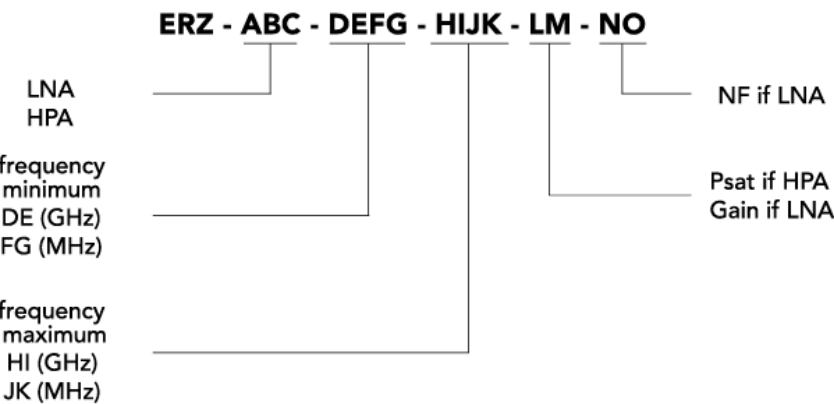 ERZ - ABC - DEFG - HIJK - LM - NO
LNA
HPA
frequency
minimum
DE (GHz)
FG (MHz)
frequency
maximum
HI (GHz)
JK (MHz)
NF if LNA
Psat if HPA
Gain if LNA